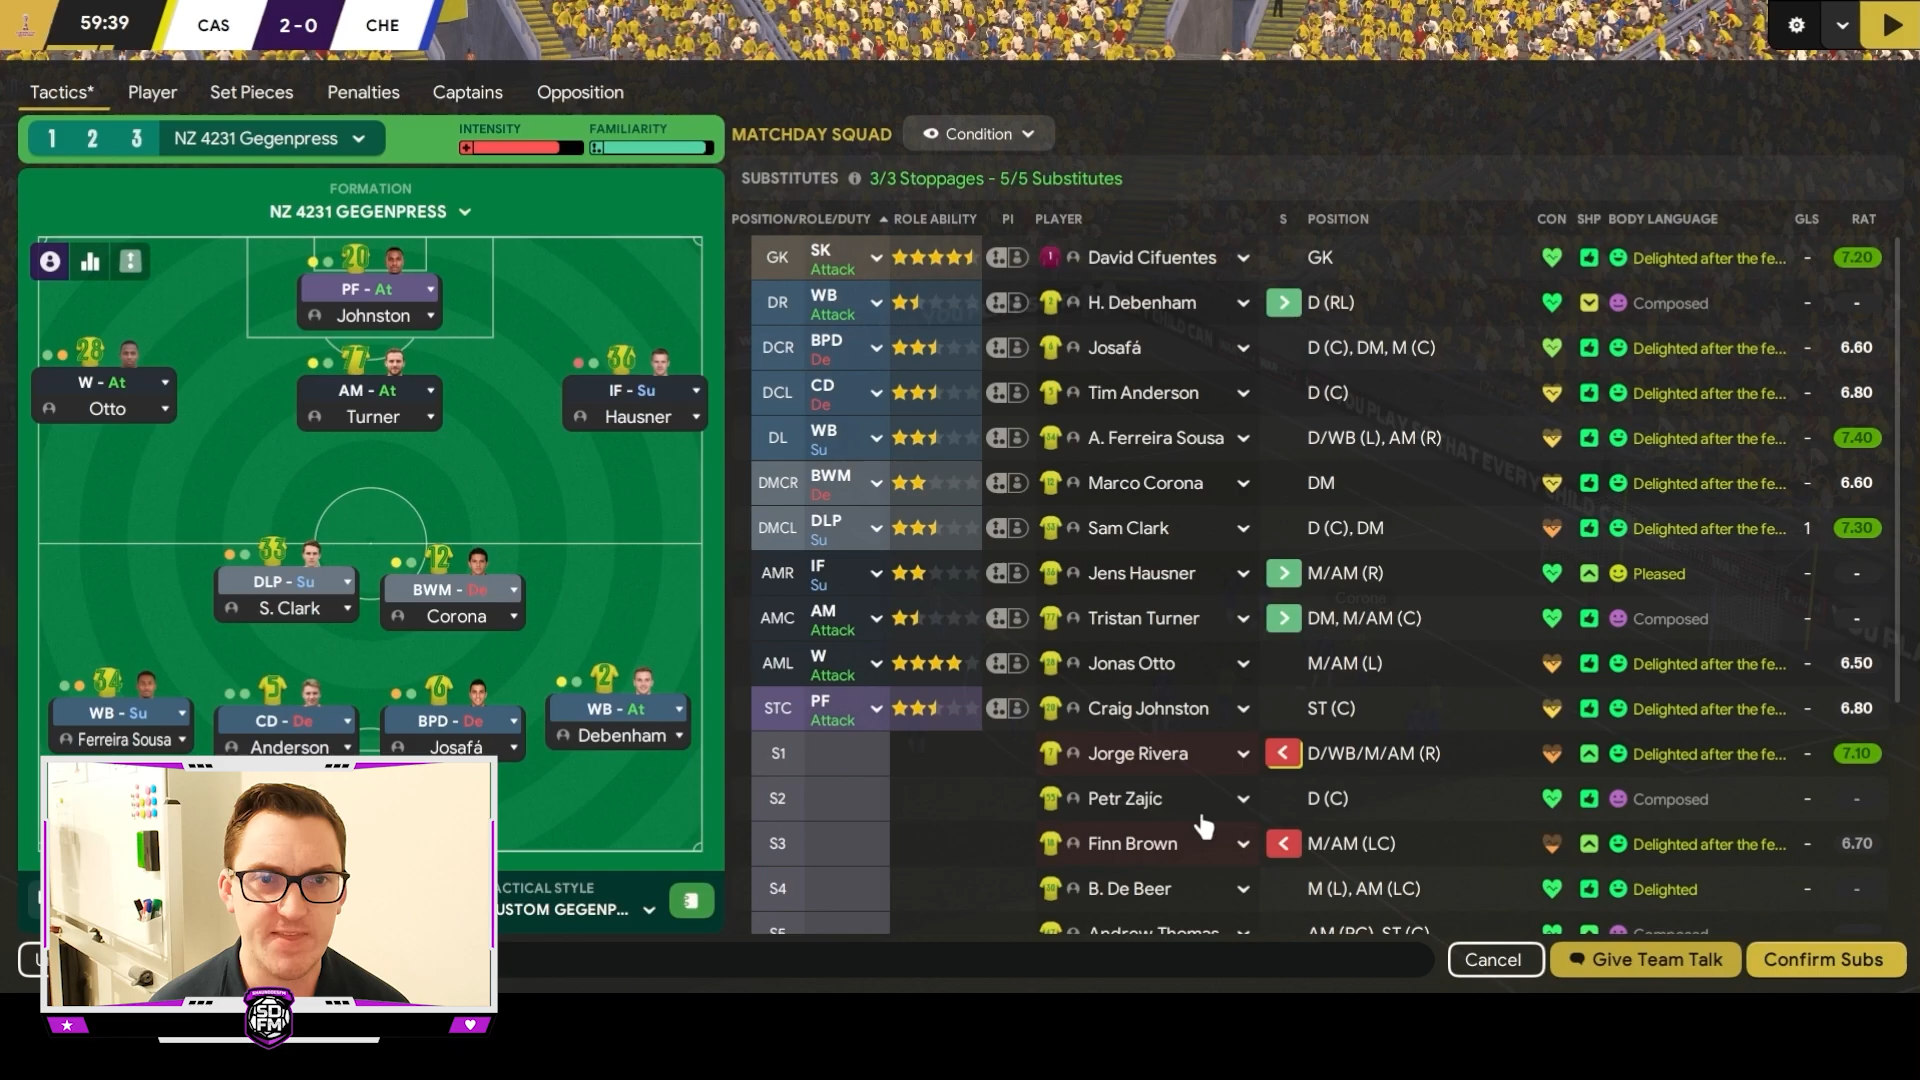 59:39 CAS 2-0 CHE
Tactics* Player Set Pieces Penalties Captains Opposition
1 2 3 NZ 4231 Gegenpress INTENSITY FAMILIARITY
MATCHDAY SQUAD Condition
SUBSTITUTES 3/3 Stoppages - 5/5 Substitutes
FORMATION
NZ 4231 GEGENPRESS
20
PF - At
Johnston
28
W - At
Otto
77
AM - At
Turner
36
IF - Su
Hausner
33
DLP - Su
S. Clark
12
BWM - De
Corona
34
WB - Su
Ferreira Sousa
5
CD - De
Anderson
6
BPD - De
Josafá
2
WB - At
Debenham
ACTICAL STYLE
USTOM GEGENP...
SDFM
POSITION/ROLE/DUTY ROLE ABILITY PI PLAYER S POSITION CON SHP BODY LANGUAGE GLS RAT
GK SK Attack David Cifuentes GK Delighted after the fe... - 7.20
DR WB Attack H. Debenham D (RL) Composed - -
DCR BPD De Josafá D (C), DM, M (C) Delighted after the fe... - 6.60
DCL CD De Tim Anderson D (C) Delighted after the fe... - 6.80
DL WB Su A. Ferreira Sousa D/WB (L), AM (R) Delighted after the fe... - 7.40
DMCR BWM De Marco Corona DM Delighted after the fe... - 6.60
DMCL DLP Su Sam Clark D (C), DM Delighted after the fe... 1 7.30
AMR IF Su Jens Hausner M/AM (R) Pleased - -
AMC AM Attack Tristan Turner DM, M/AM (C) Composed - -
AML W Attack Jonas Otto M/AM (L) Delighted after the fe... - 6.50
STC PF Attack Craig Johnston ST (C) Delighted after the fe... - 6.80
S1 Jorge Rivera D/WB/M/AM (R) Delighted after the fe... - 7.10
S2 Petr Zajíc D (C) Composed - -
S3 Finn Brown M/AM (LC) Delighted after the fe... - 6.70
S4 B. De Beer M (L), AM (LC) Delighted - -
S5 Andrew Thomas AM (RC), ST (C) Composed
Cancel Give Team Talk Confirm Subs